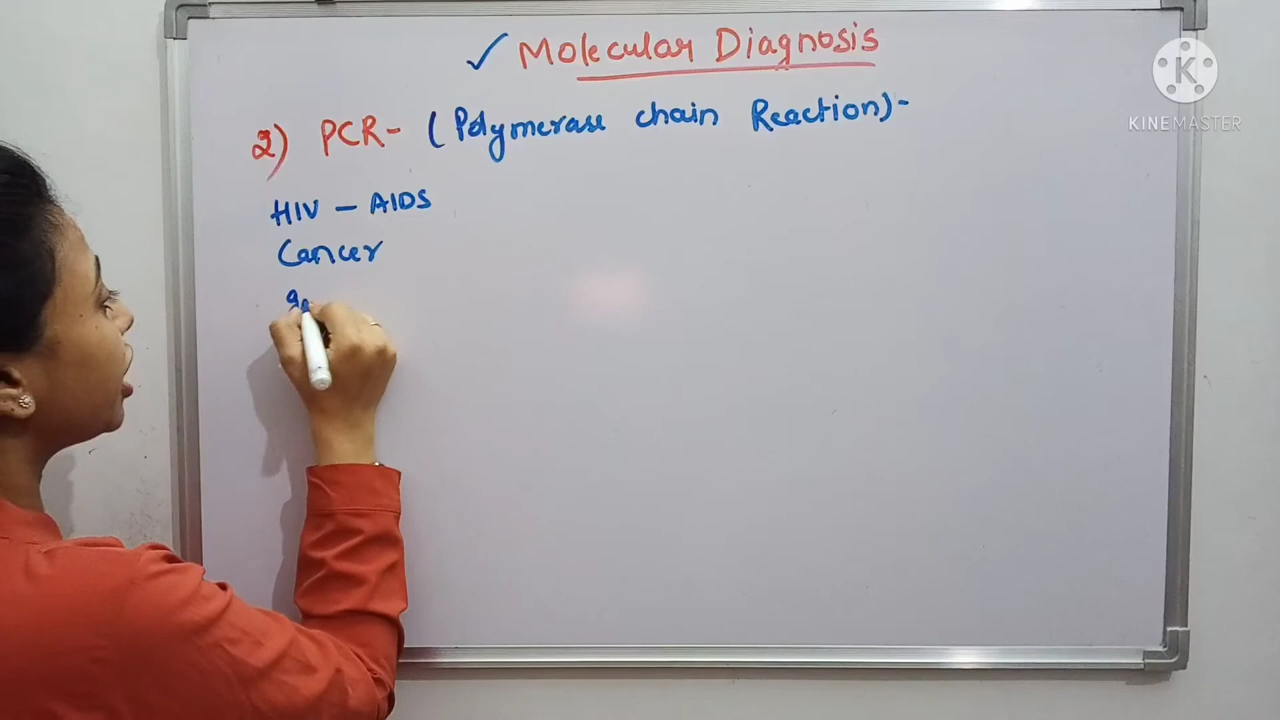 ✓ Molecular Diagnosis
2) PCR- (Polymerase chain Reaction)-
HIV - AIDS
Cancer
K
KINEMASTER